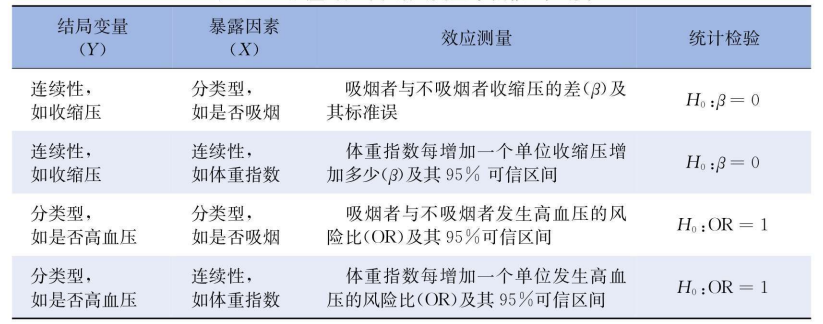 结局变量 暴露因素 效应测量 统计检验
(Y) (X)
连续性， 分类型， 吸烟者与不吸烟者收缩压的差(β)及 H₀:β=0
如收缩压 如是否吸烟 其标准误
连续性， 连续性， 体重指数每增加一个单位收缩压增 H₀:β=0
如收缩压 如体重指数 加多少(β)及其95% 可信区间
分类型， 分类型， 吸烟者与不吸烟者发生高血压的风 H₀:OR=1
如是否高血压 如是否吸烟 险比(OR)及其95%可信区间
分类型， 连续性， 体重指数每增加一个单位发生高血 H₀:OR=1
如是否高血压 如体重指数 压的风险比(OR)及其95%可信区间